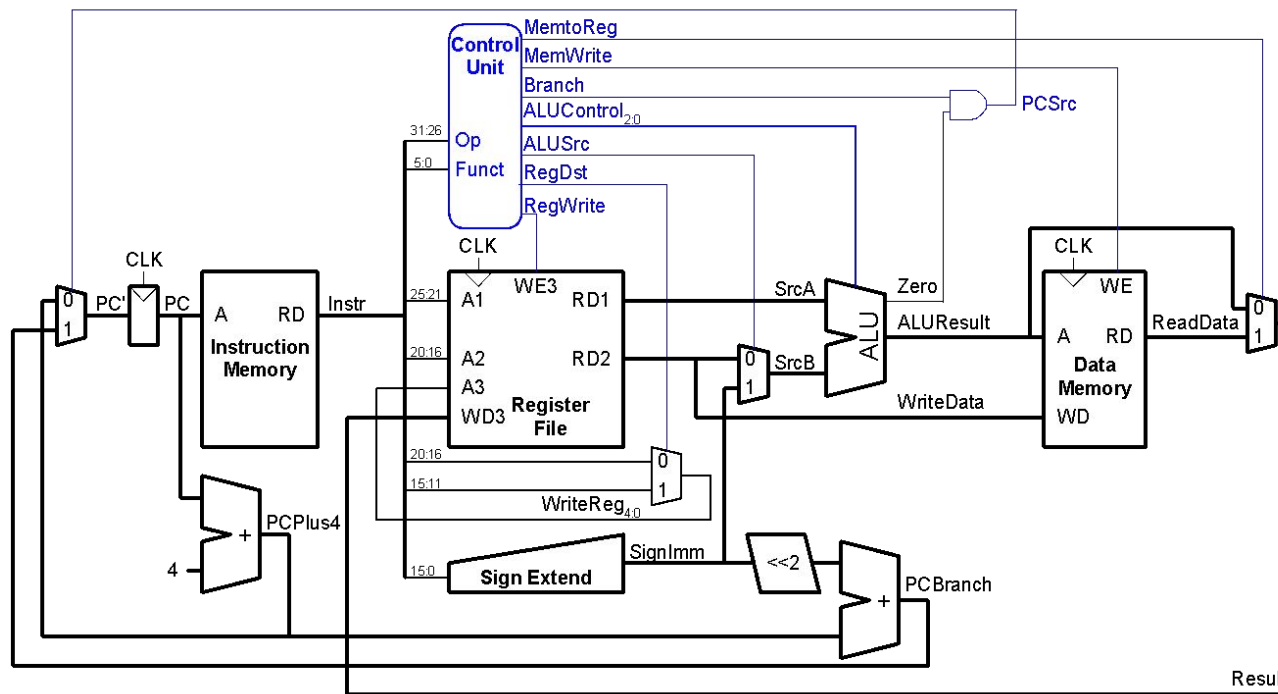 MemtoReg
Control
Unit
MemWrite
Branch
PCSrc
ALUControl2:0
31:26
Op
ALUSrc
5:0
Funct
RegDst
RegWrite
CLK
CLK
CLK
0
1
PC'
PC
A
RD
Instruction
Memory
Instr
25:21
A1
WE3
RD1
SrcA
Zero
WE
0
1
20:16
A2
RD2
0
1
SrcB
ALU
ALUResult
A
RD
ReadData
Data
Memory
A3
WD3
Register
File
WriteData
WD
20:16
0
15:11
1
WriteReg4:0
PCPlus4
+
4
SignImm
15:0
Sign Extend
<<2
+
PCBranch
Resul